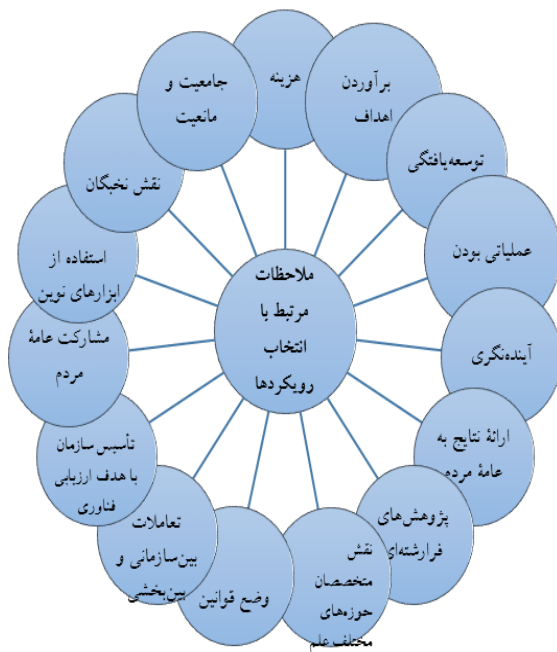 ملاحظات
مرتبط با
انتخاب
رویکردها
هزینه
برآوردن
اهداف
توسعه‌یافتگی
عملیاتی بودن
آینده‌نگری
ارائهٔ نتایج به
عامهٔ مردم
پژوهش‌های
فرارشته‌ای
نقش
متخصصان
حوزه‌های
مختلف علم
وضع قوانین
تعاملات
بین‌سازمانی و
بین‌بخشی
تأسیس سازمان
با هدف ارزیابی
فناوری
مشارکت عامهٔ
مردم
استفاده از
ابزارهای نوین
نقش نخبگان
جامعیت و
مانعیت